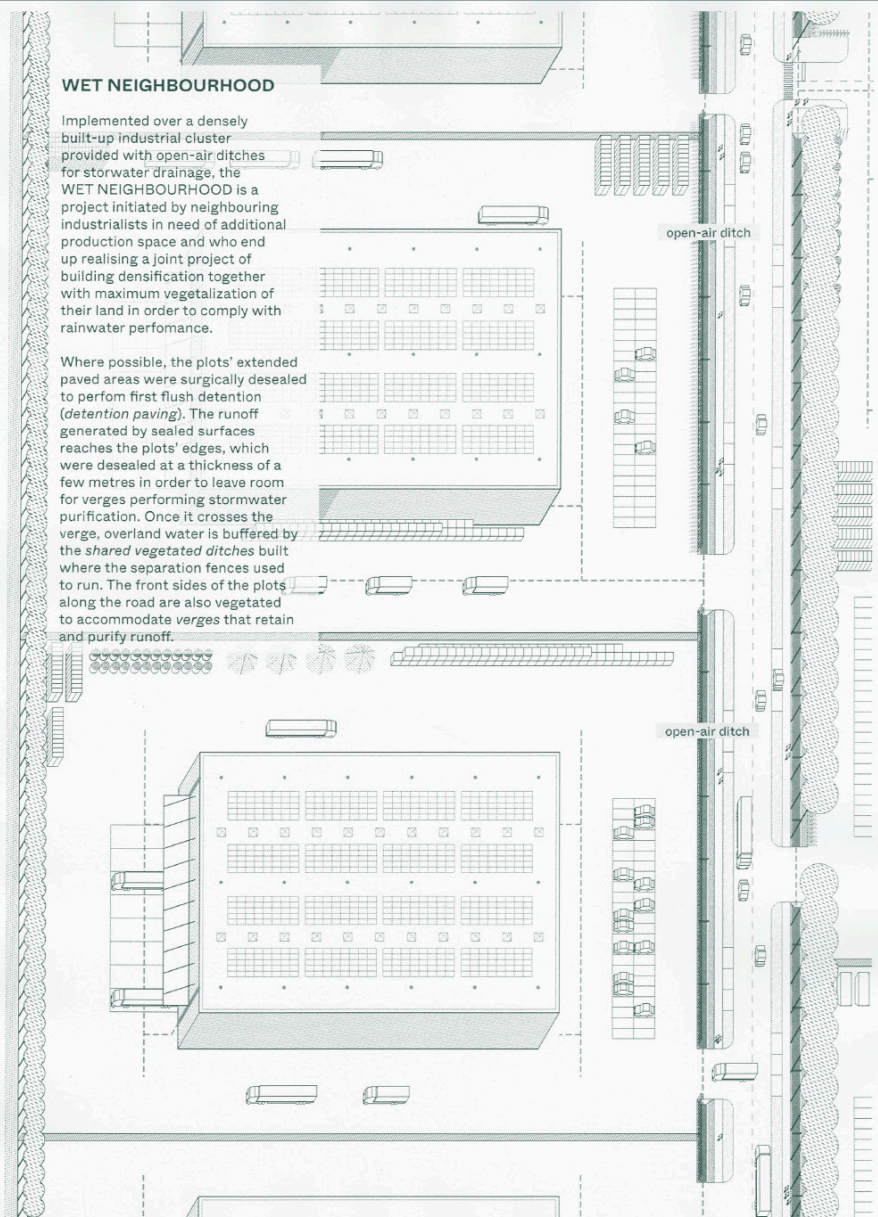 WET NEIGHBOURHOOD
Implemented over a densely
built-up industrial cluster
provided with open-air ditches
for storwater drainage, the
WET NEIGHBOURHOOD is a
project initiated by neighbouring
industrialists in need of additional
production space and who end
up realising a joint project of
building densification together
with maximum vegetalization of
their land in order to comply with
rainwater perfomance.
Where possible, the plots' extended
paved areas were surgically desealed
to perfom first flush detention
(detention paving). The runoff
generated by sealed surfaces
reaches the plots' edges, which
were desealed at a thickness of a
few metres in order to leave room
for verges performing stormwater
purification. Once it crosses the
verge, overland water is buffered by
the shared vegetated ditches built
where the separation fences used
to run. The front sides of the plots
along the road are also vegetated
to accommodate verges that retain
and purify runoff.
open-air ditch
open-air ditch